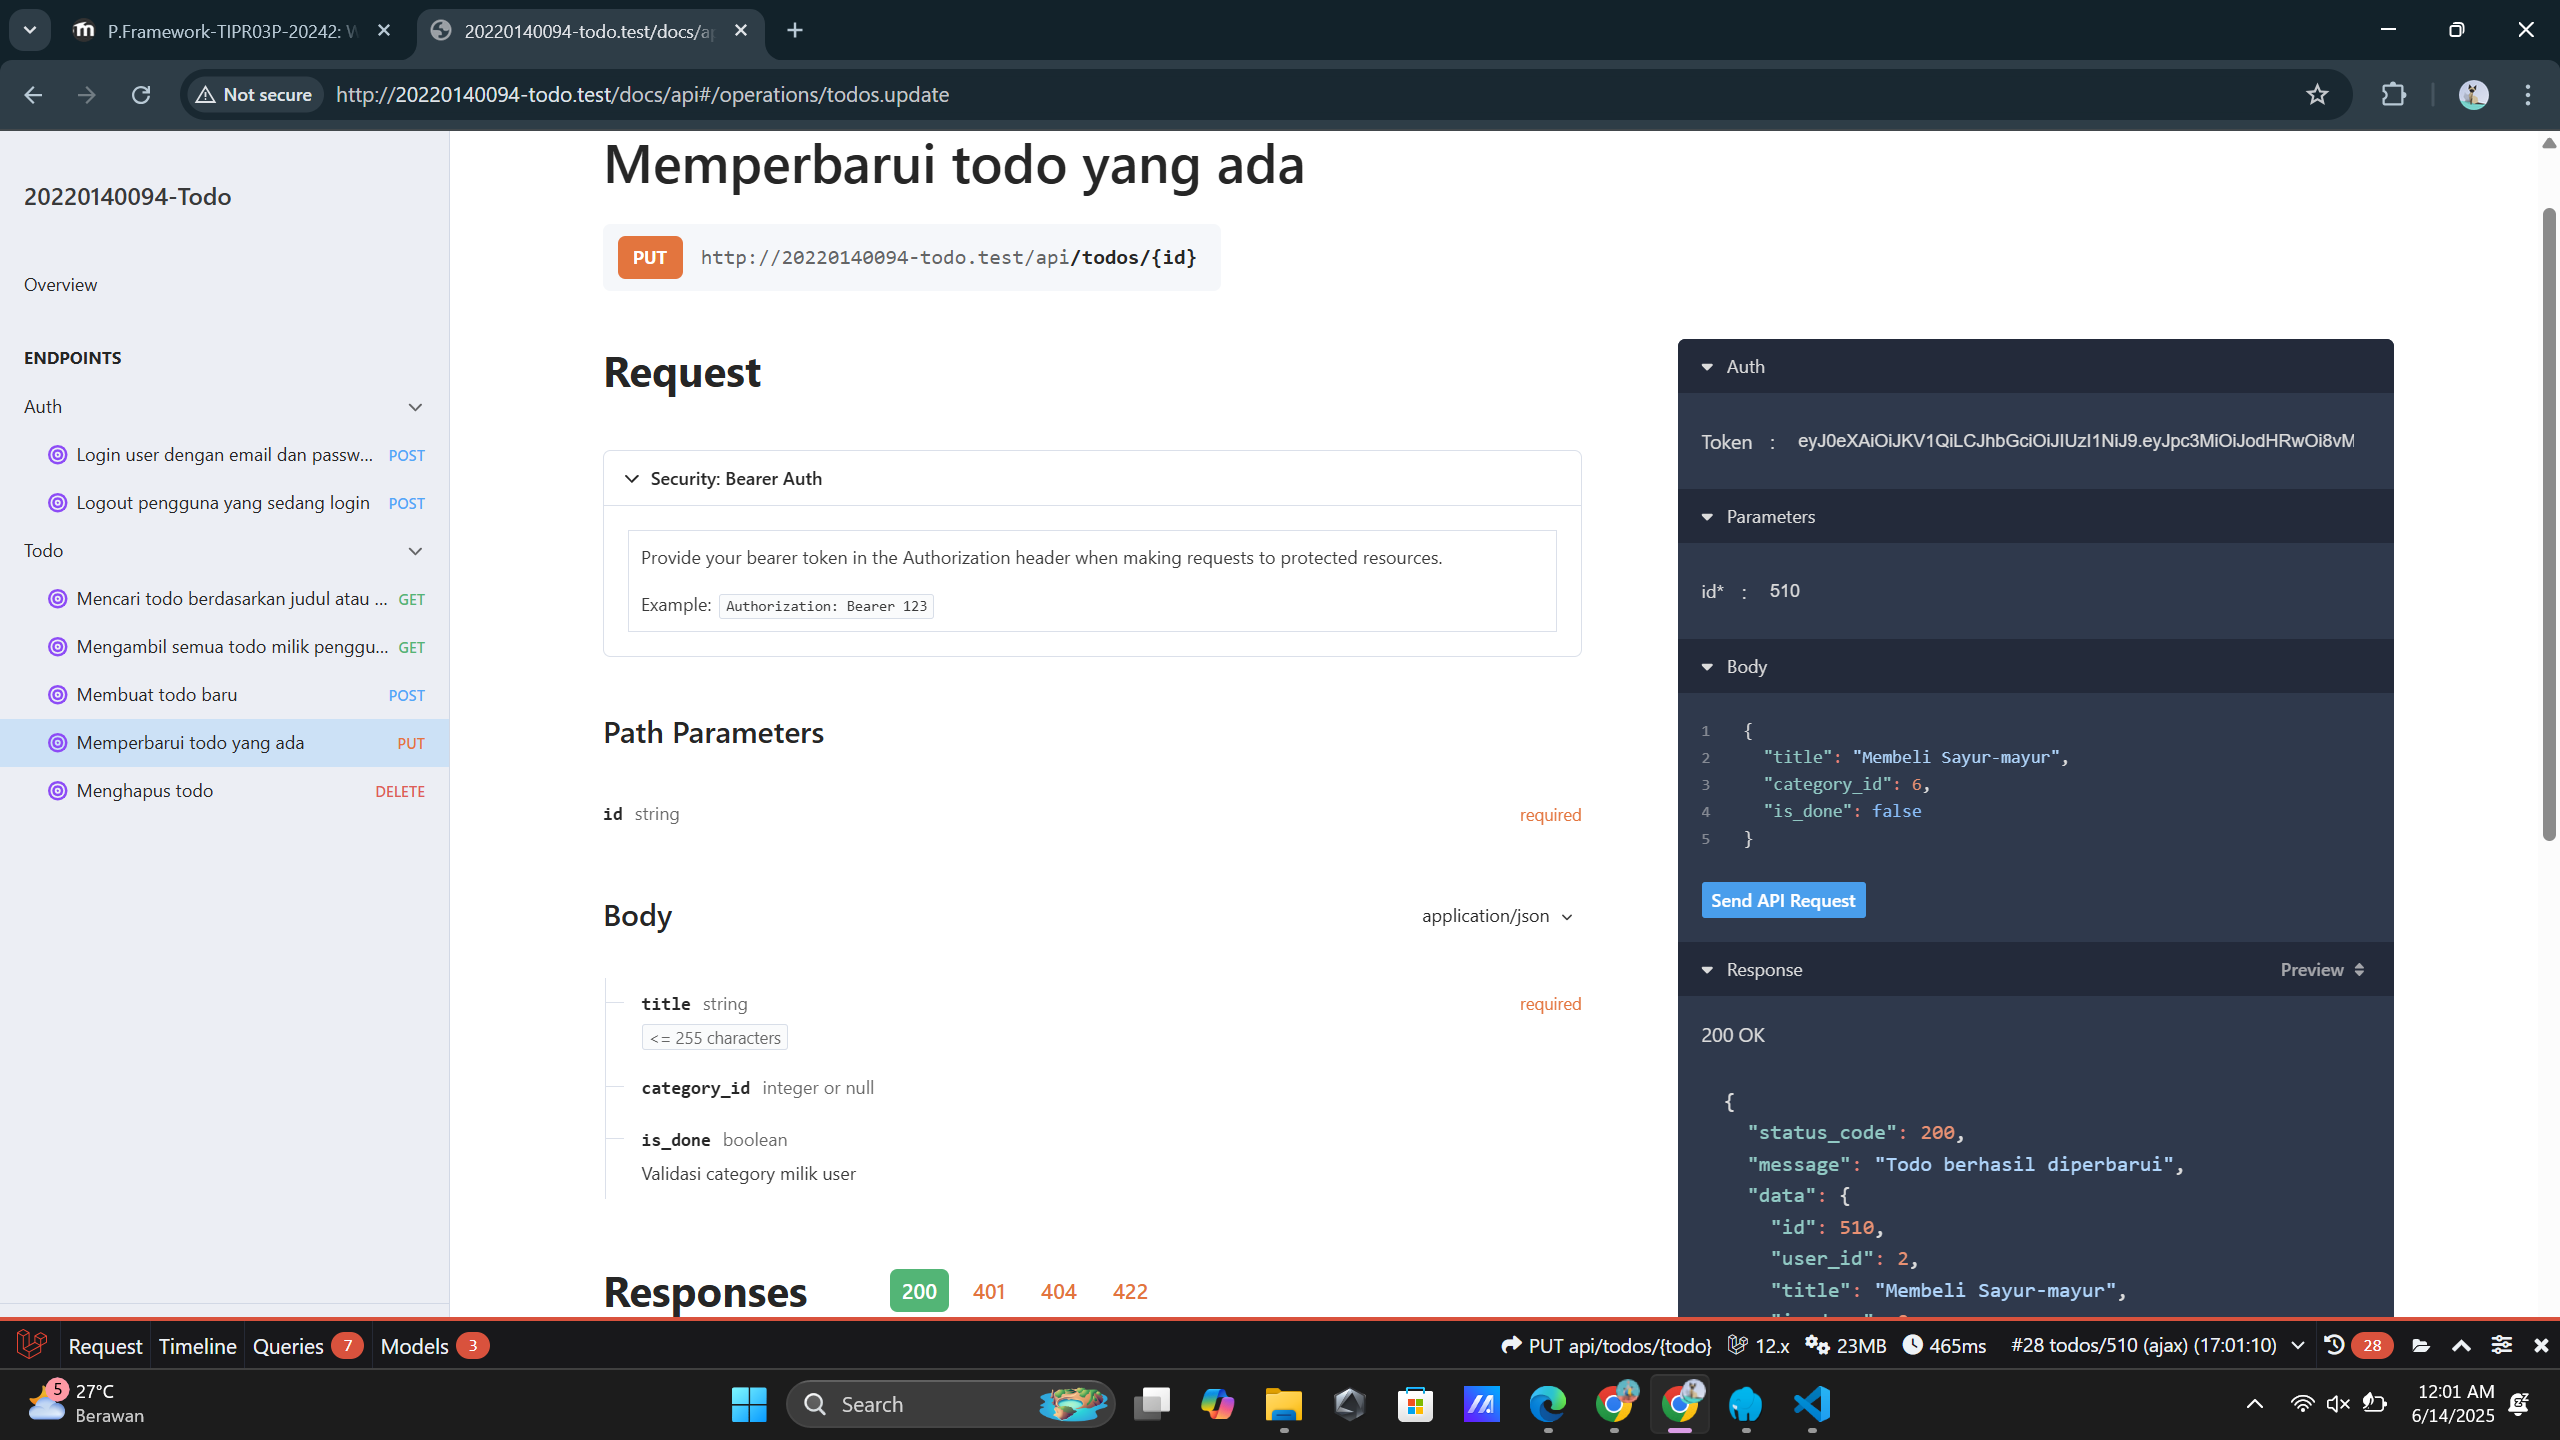 P.Framework-TIPR03P-20242: W
20220140094-todo.test/docs/ap
Not secure
http://20220140094-todo.test/docs/api#/operations/todos.update
20220140094-Todo
Overview
ENDPOINTS
Auth
Login user dengan email dan passw... POST
Logout pengguna yang sedang login POST
Todo
Mencari todo berdasarkan judul atau ... GET
Mengambil semua todo milik penggu... GET
Membuat todo baru POST
Memperbarui todo yang ada PUT
Menghapus todo DELETE
Memperbarui todo yang ada
PUT http://20220140094-todo.test/api/todos/{id}
Request
Security: Bearer Auth
Provide your bearer token in the Authorization header when making requests to protected resources.
Example: Authorization: Bearer 123
Path Parameters
id string required
Body application/json
title string required
<= 255 characters
category_id integer or null
is_done boolean
Validasi category milik user
Responses 200 401 404 422
Auth
Token : eyJ0eXAiOiJKV1QiLCJhbGciOiJIUzI1NiJ9.eyJpc3MiOiJodHRwOi8vM
Parameters
id* : 510
Body
1 {
2 "title": "Membeli Sayur-mayur",
3 "category_id": 6,
4 "is_done": false
5 }
Send API Request
Response Preview
200 OK
{
"status_code": 200,
"message": "Todo berhasil diperbarui",
"data": {
"id": 510,
"user_id": 2,
"title": "Membeli Sayur-mayur",
Request Timeline Queries 7 Models 3
PUT api/todos/{todo} 12.x 23MB 465ms #28 todos/510 (ajax) (17:01:10) 28
5 27°C
Berawan
Search
12:01 AM
6/14/2025